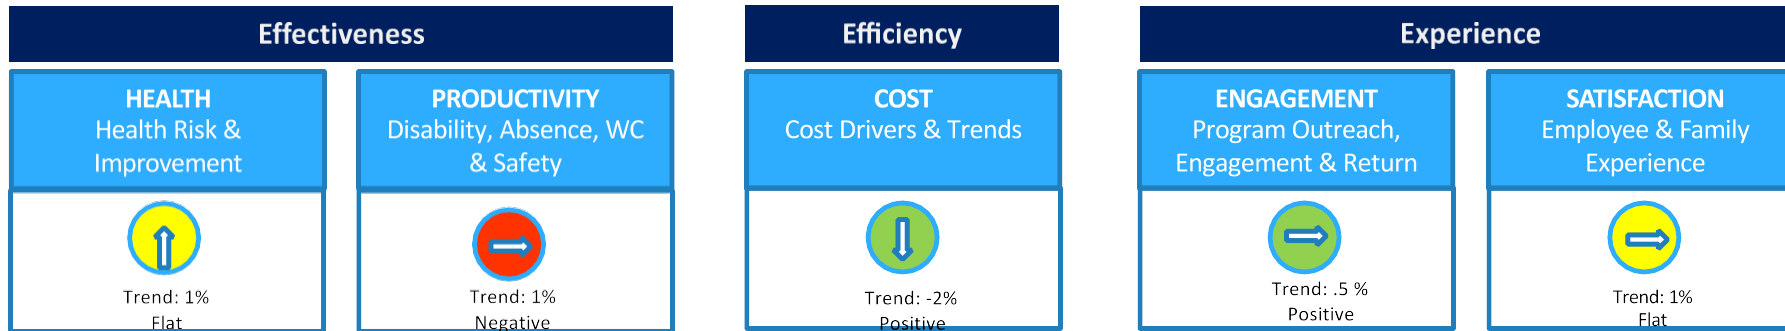 Effectiveness
HEALTH
Health Risk &
Improvement
Trend: 1%
Flat
PRODUCTIVITY
Disability, Absence, WC
& Safety
Trend: 1%
Negative
Efficiency
COST
Cost Drivers & Trends
Trend: -2%
Positive
Experience
ENGAGEMENT
Program Outreach,
Engagement & Return
Trend: .5 %
Positive
SATISFACTION
Employee & Family
Experience
Trend: 1%
Flat